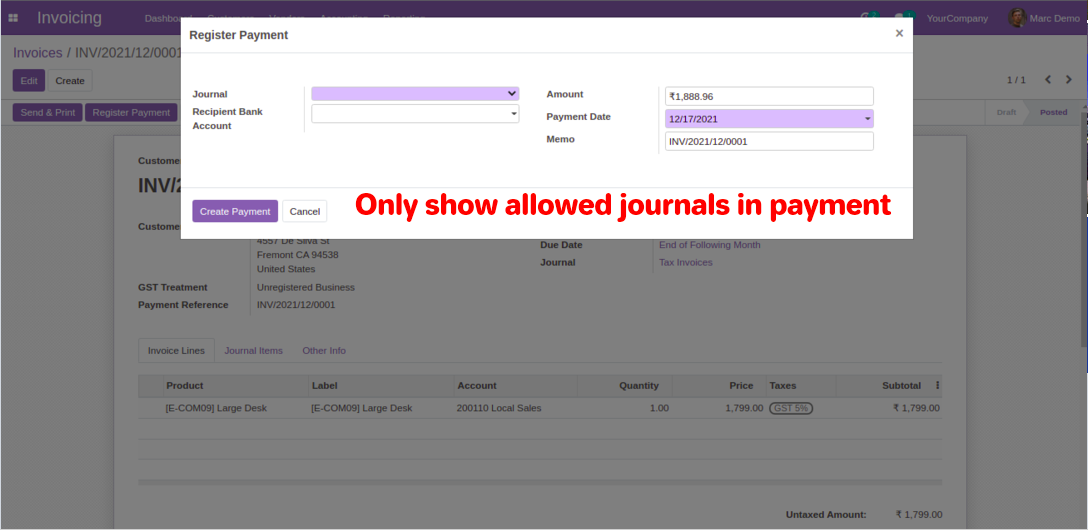 Invoicing Dashboard Customers Vendors Accounting Reporting YourCompany Marc Demo
Register Payment ×
Invoices / INV/2021/12/0001
Edit Create 1 / 1
Send & Print Register Payment Draft Posted
Journal
Recipient Bank Account
Amount ₹1,888.96
Payment Date 12/17/2021
Memo INV/2021/12/0001
Create Payment Cancel
Only show allowed journals in payment
Custome
INV/2
Custome
4557 De Silva St
Fremont CA 94538
United States
Due Date End of Following Month
Journal Tax Invoices
GST Treatment Unregistered Business
Payment Reference INV/2021/12/0001
Invoice Lines Journal Items Other Info
Product Label Account Quantity Price Taxes Subtotal
[E-COM09] Large Desk [E-COM09] Large Desk 200110 Local Sales 1.00 1,799.00 GST 5% ₹ 1,799.00
Untaxed Amount: ₹ 1,799.00